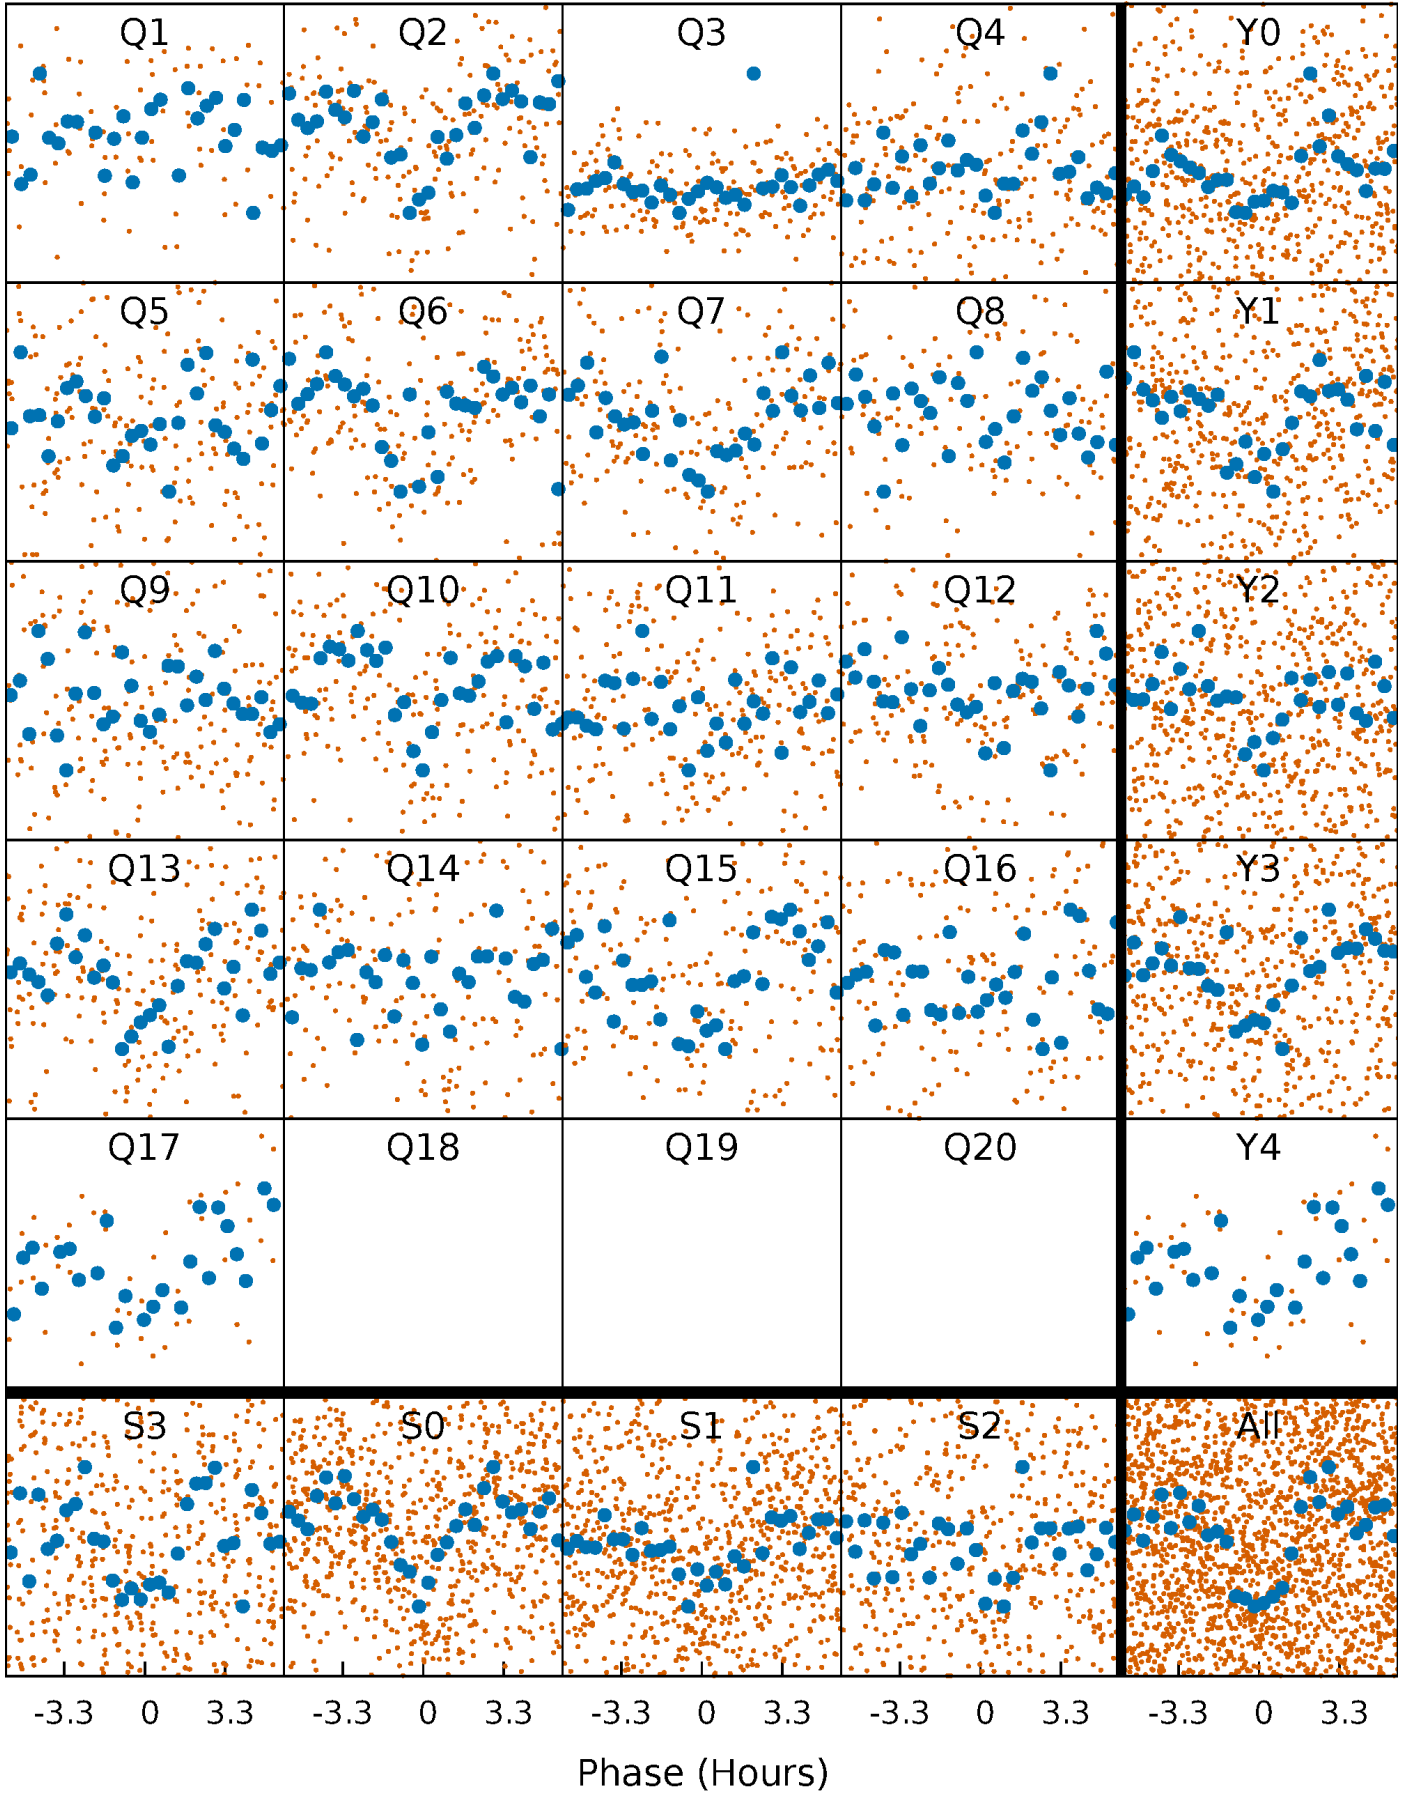 Q1 Q2 Q3 Q4 Y0
Q5 Q6 Q7 Q8 Y1
Q9 Q10 Q11 Q12 Y2
Q13 Q14 Q15 Q16 Y3
Q17 Q18 Q19 Q20 Y4
S3 S0 S1 S2 All
-3.3 0 3.3 -3.3 0 3.3 -3.3 0 3.3 -3.3 0 3.3 -3.3 0 3.3
Phase (Hours)